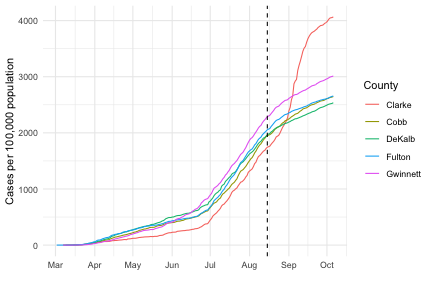 Cases per 100,000 population
4000
3000
2000
1000
0
Mar Apr May Jun Jul Aug Sep Oct
County
Clarke
Cobb
DeKalb
Fulton
Gwinnett